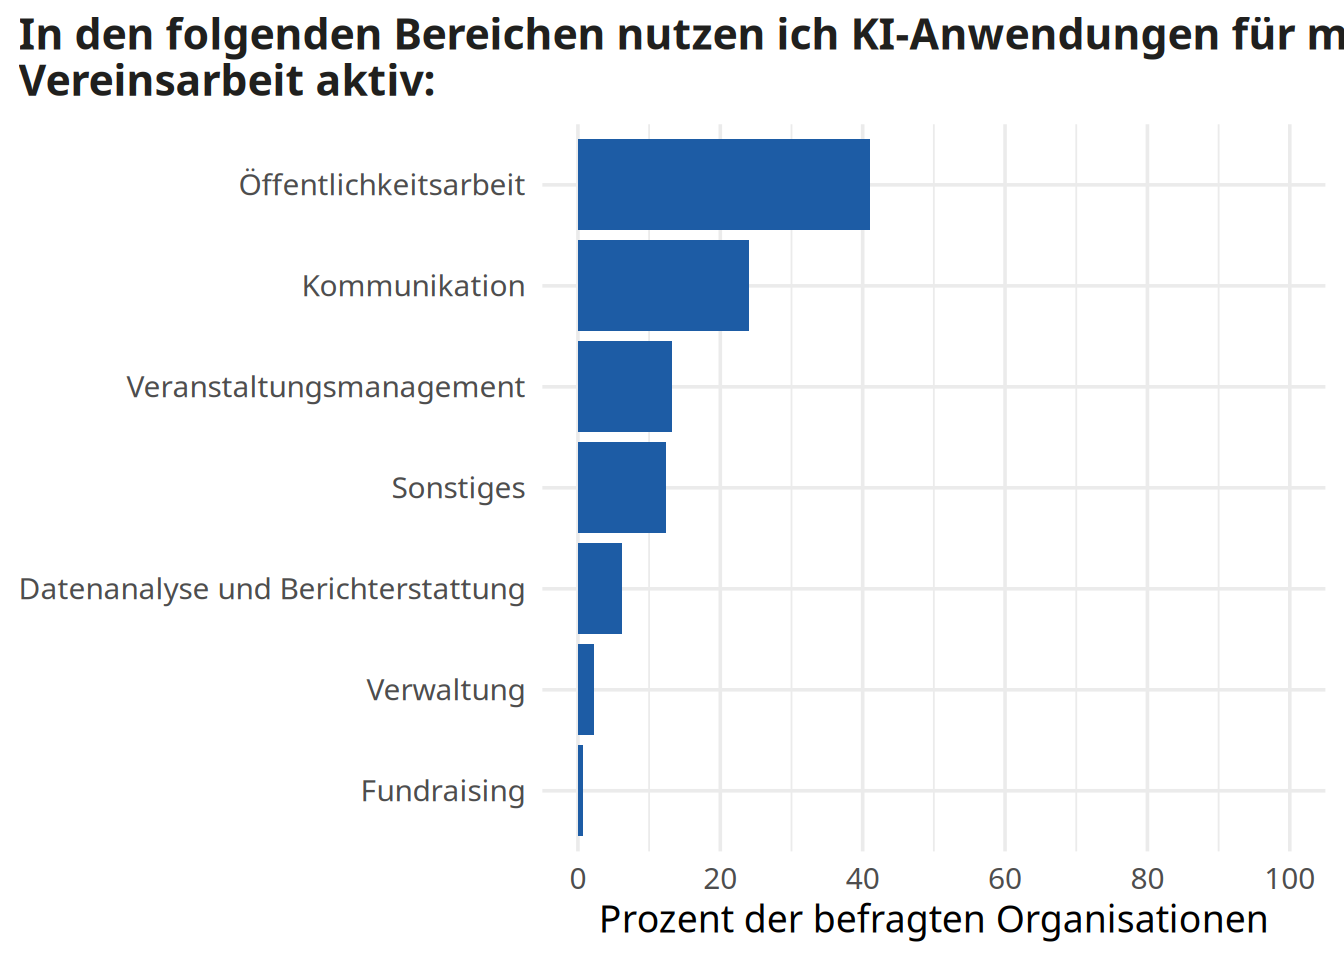 In den folgenden Bereichen nutzen ich KI-Anwendungen für
Vereinsarbeit aktiv:
Öffentlichkeitsarbeit
Kommunikation
Veranstaltungsmanagement
Sonstiges
Datenanalyse und Berichterstattung
Verwaltung
Fundraising
0 20 40 60 80 100
Prozent der befragten Organisationen